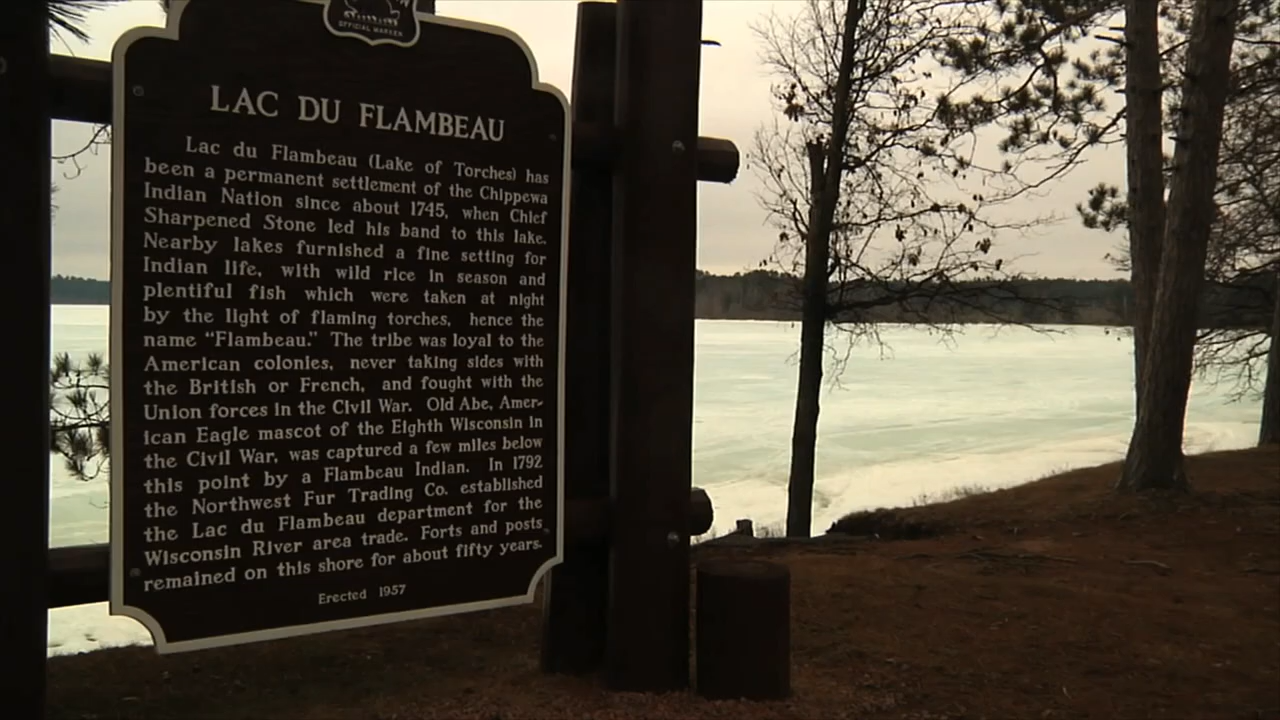 OFFICIAL MARKER
LAC DU FLAMBEAU
Lac du Flambeau (Lake of Torches) has
been a permanent settlement of the Chippewa
Indian Nation since about 1745, when Chief
Sharpened Stone led his band to this lake.
Nearby lakes furnished a fine setting for
Indian life, with wild rice in season and
plentiful fish which were taken at night
by the light of flaming torches, hence the
name “Flambeau.” The tribe was loyal to the
American colonies, never taking sides with
the British or French, and fought with the
Union forces in the Civil War. Old Abe, Amer-
ican Eagle mascot of the Eighth Wisconsin in
the Civil War, was captured a few miles below
this point by a Flambeau Indian. In 1792
the Northwest Fur Trading Co. established
the Lac du Flambeau department for the
Wisconsin River area trade. Forts and posts
remained on this shore for about fifty years.
Erected 1957